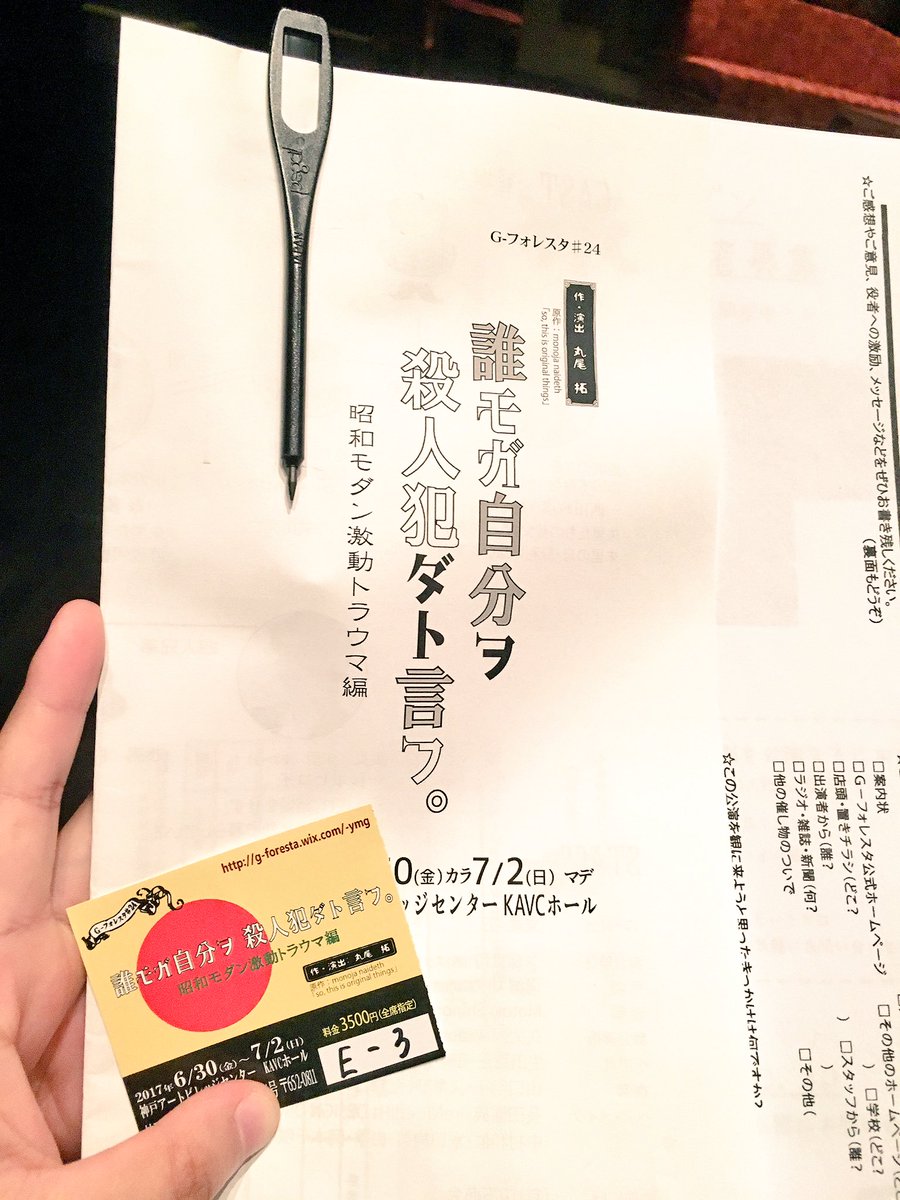 G-フォレスタ#24
作・演出 丸尾 拓
原作：monoja naideth
「so, this is original things」
誰モガ自分ヲ
殺人犯ダト言フ。
昭和モダン激動トラウマ編
0(金)カラ7/2(日) マデ
ッジセンター KAVCホール
☆ご感想やご意見、役者への激励、メッセージなどをぜひお書き残しください。
(裏面もどうぞ)
☆この公演を観に来ようと思ったきっかけは何ですか?
□案内状
□G－フォレスタ公式ホームページ
□その他のホームページ
□店頭・置きチラシ(どこ?
) □学校(どこ?
□出演者から(誰?
) □スタッフから(誰?
□ラジオ・雑誌・新聞(何?
)
□その他(
□他の催し物のついで
http://g-foresta.wix.com/-ymg
G-フォレスタ#24
誰モガ自分ヲ 殺人犯ダト言フ。
昭和モダン激動トラウマ編
作・演出：丸尾 拓
原作：monoja naideth
「so, this is original things」
料金3500円(全席指定)
2017年6/30(金)～7/2(日)
神戸アートビレッジセンター KAVCホール
号 〒652-0811
E-3